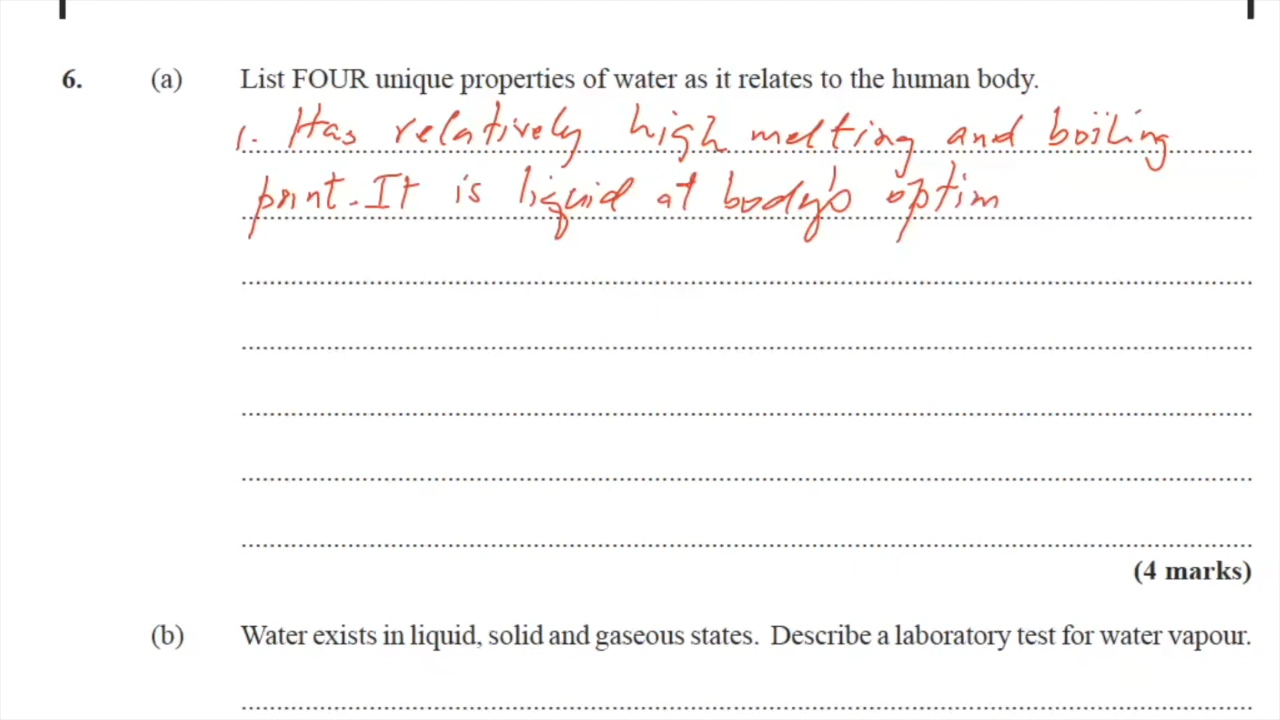 6. (a) List FOUR unique properties of water as it relates to the human body.
1. Has relatively high melting and boiling
point. It is liquid at body's optim
(4 marks)
(b) Water exists in liquid, solid and gaseous states. Describe a laboratory test for water vapour.